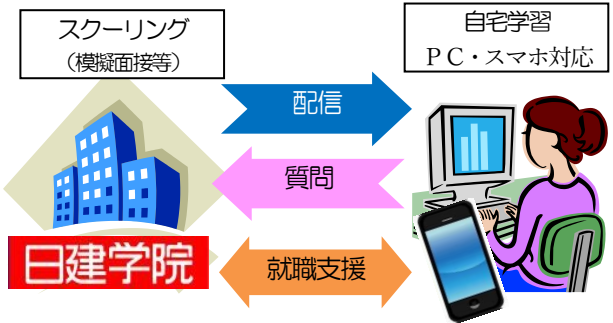 スクーリング
（模擬面接等）
自宅学習
ＰＣ・スマホ対応
配信
質問
就職支援
日建学院